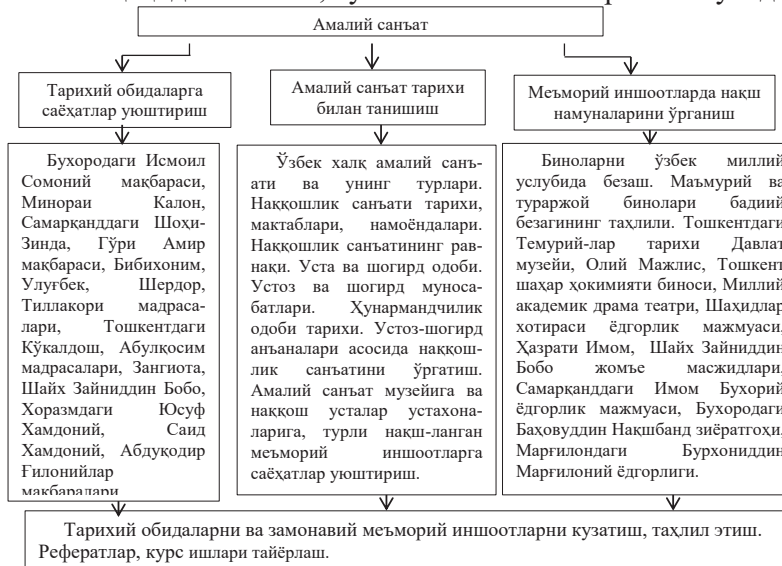 Амалий санъат
Тарихий обидаларга
саёҳатлар уюштириш
Амалий санъат тарихи
билан танишиш
Меъморий иншоотларда нақш
намуналарини ўрганиш
Бухородаги Исмоил
Сомоний мақбараси,
Минораи Калон,
Самарқанддаги Шоҳи-
Зинда, Гўри Амир
мақбараси, Бибихоним,
Улуғбек, Шердор,
Тиллакори мадраса-
лари, Тошкентдаги
Кўкалдош, Абулқосим
мадрасалари, Зангиота,
Шайх Зайниддин Бобо,
Хоразмдаги Юсуф
Хамдоний, Саид
Хамдоний, Абдуқодир
Ғилонийлар
мақбаралари
Ўзбек халқ амалий санъ-
ати ва унинг турлари.
Наққошлик санъати тарихи,
мактаблари, намоёндалари.
Наққошлик санъатининг рав-
нақи. Уста ва шогирд одоби.
Устоз ва шогирд муноса-
батлари. Ҳунармандчилик
одоби тарихи. Устоз-шогирд
анъаналари асосида наққош-
лик санъатини ўргатиш.
Амалий санъат музейига ва
наққош усталар устахона-
ларига, турли нақш-ланган
меъморий иншоотларга
саёҳатлар уюштириш.
Биноларни ўзбек миллий
услубида безаш. Маъмурий ва
тураржой бинолари бадиий
безагининг таҳлили. Тошкентдаги
Темурий-лар тарихи Давлат
музейи, Олий Мажлис, Тошкент
шаҳар ҳокимияти биноси, Миллий
академик драма театри, Шаҳидлар
хотираси ёдгорлик мажмуаси,
Ҳазрати Имом, Шайх Зайниддин
Бобо жомъе масжидлари,
Самарқанддаги Имом Бухорий
ёдгорлик мажмуаси, Бухородаги
Баҳовуддин Нақшбанд зиёратгоҳи,
Марғилондаги Бурхониддин
Марғилоний ёдгорлиги.
Тарихий обидаларни ва замонавий меъморий иншоотларни кузатиш, таҳлил этиш.
Рефератлар, курс ишлари тайёрлаш.